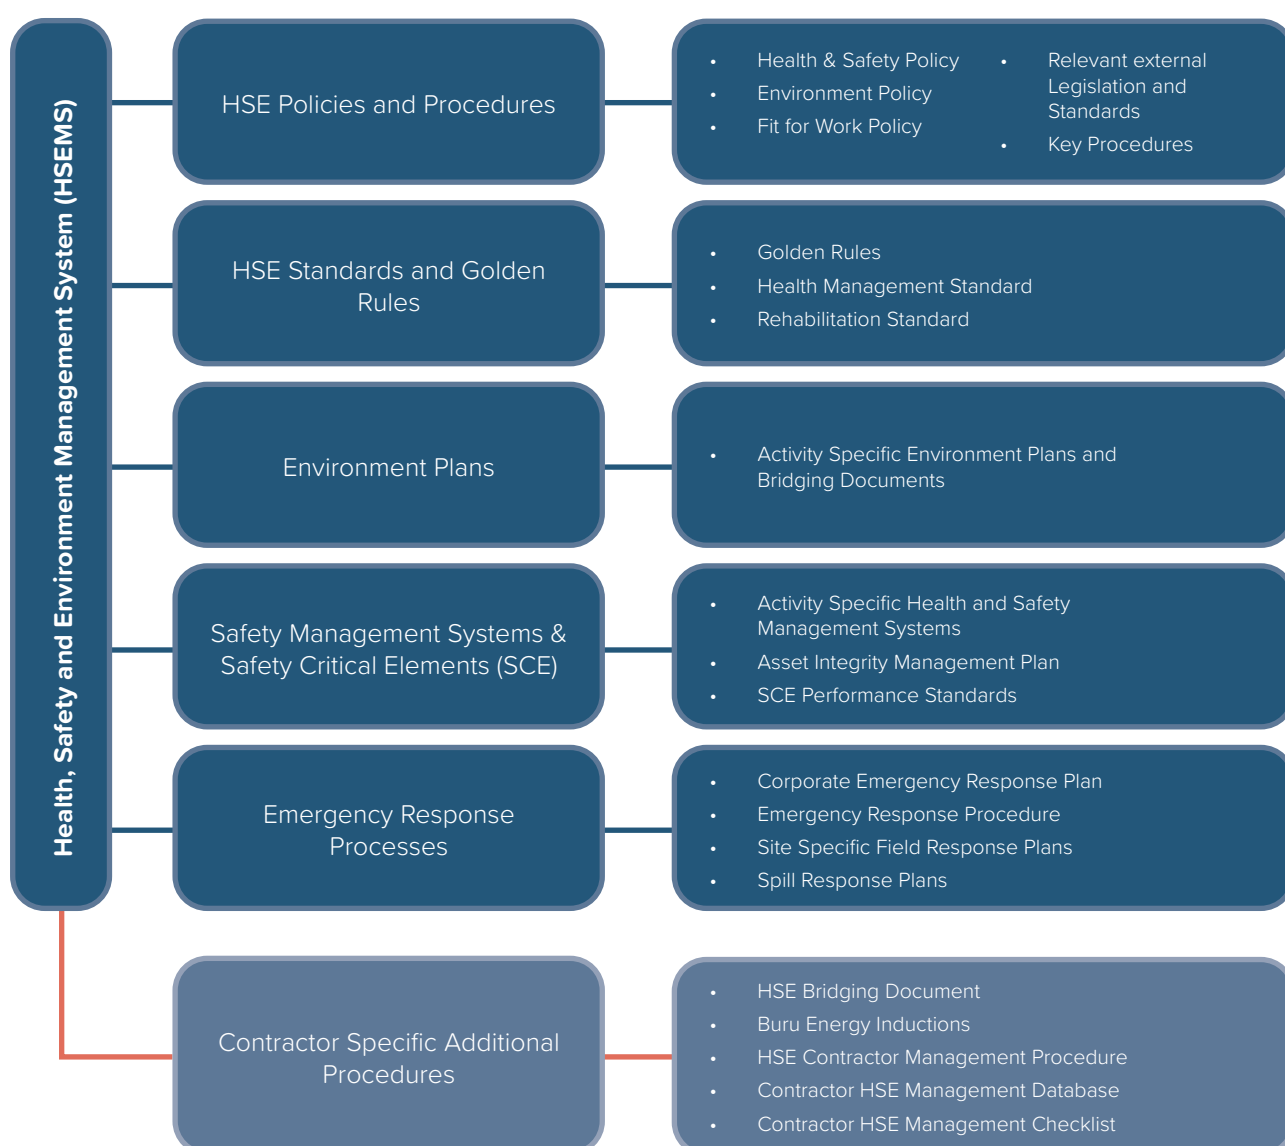 Health, Safety and Environment Management System (HSEMS)
HSE Policies and Procedures
• Health & Safety Policy
• Environment Policy
• Fit for Work Policy
• Relevant external
Legislation and
Standards
• Key Procedures
HSE Standards and Golden
Rules
• Golden Rules
• Health Management Standard
• Rehabilitation Standard
Environment Plans
• Activity Specific Environment Plans and
Bridging Documents
Safety Management Systems &
Safety Critical Elements (SCE)
• Activity Specific Health and Safety
Management Systems
• Asset Integrity Management Plan
• SCE Performance Standards
Emergency Response
Processes
• Corporate Emergency Response Plan
• Emergency Response Procedure
• Site Specific Field Response Plans
• Spill Response Plans
Contractor Specific Additional
Procedures
• HSE Bridging Document
• Buru Energy Inductions
• HSE Contractor Management Procedure
• Contractor HSE Management Database
• Contractor HSE Management Checklist